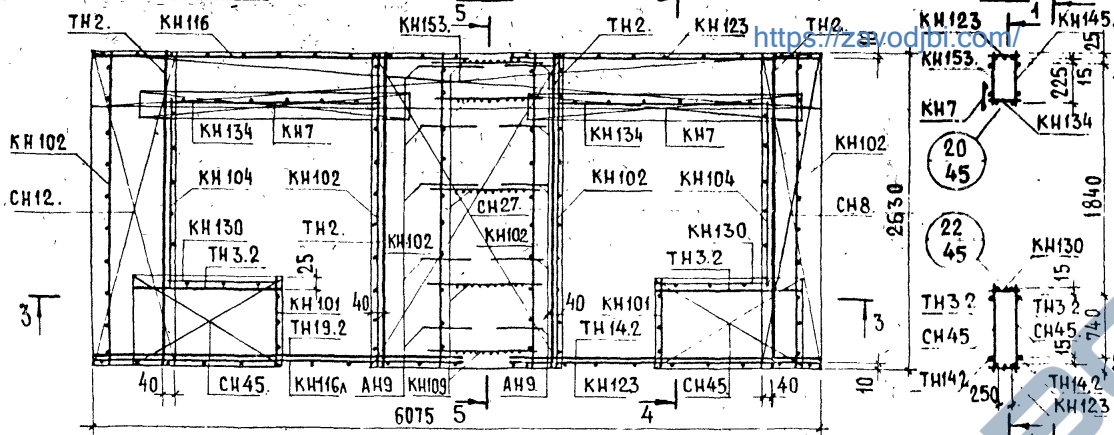 5
ТН2.
КН116
КН153.
ТН2.
КН123
ТН2.
https://zavodjbi.com/
КН123
1
КН145.
10
25
КН153.
225
15
КН7
КН134
КН134
КН7
КН134
КН7
КН102
КН102
20
45
КН104
КН102
КН102
КН104
СН12.
СН27.
СН8
2630
1840
КН130
ТН2.
КН102
КН102
КН130
22
45
КН130
ТН3.2
25
ТН3.2
15
3
КН101
40
40
КН101
3
ТН3.2
ТН3.2
ТН19.2
ТН14.2
СН45
СН45.
740
15
40
СН45.
КН116л
АН9
КН109
АН9.
КН123
СН45
40
10
ТН14.2
250
ТН14.2
КН123
6075
5
4